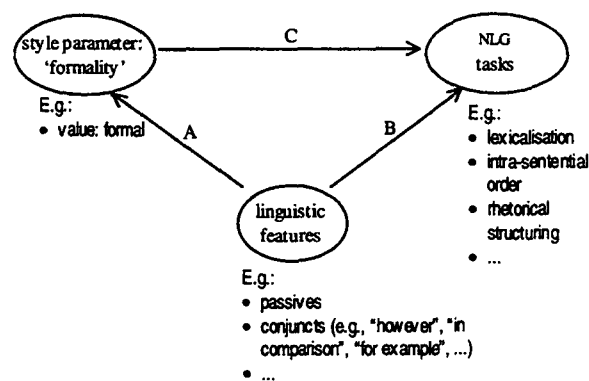 style parameter:
'formality'
C
NLG
tasks
E.g.:
• value: formal
A
B
E.g.:
• lexicalisation
• intra-sentential
order
• rhetorical
structuring
• ...
linguistic
features
E.g.:
• passives
• conjuncts (e.g., "however", "in
comparison", "for example", ...)
• ...